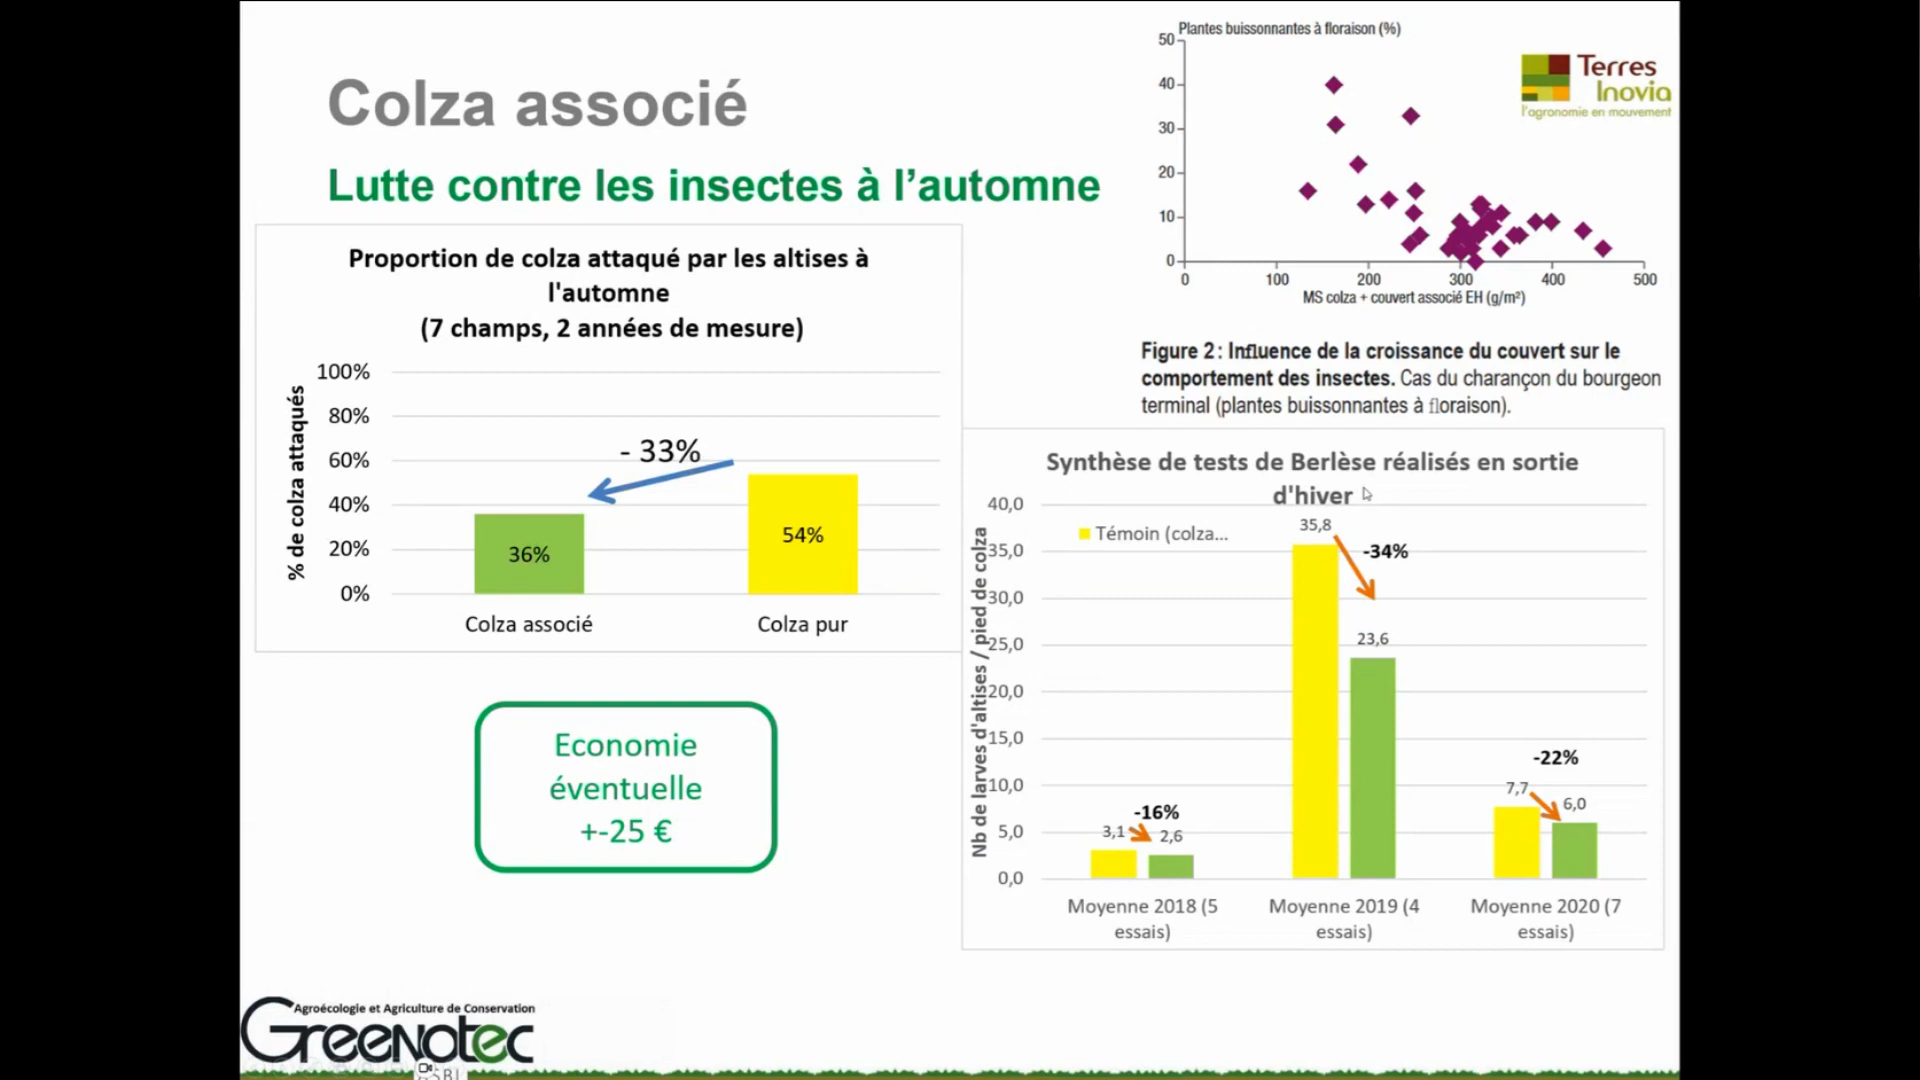 Colza associé
Lutte contre les insectes à l’automne
Proportion de colza attaqué par les altises à
l'automne
(7 champs, 2 années de mesure)
% de colza attaqués
100%
80%
60%
40%
20%
0%
- 33%
36%
54%
Colza associé
Colza pur
Economie
éventuelle
+-25 €
Plantes buissonnantes à floraison (%)
50
40
30
20
10
0
0 100 200 300 400 500
MS colza + couvert associé EH (g/m²)
Terres
Inovia
l'agronomie en mouvement
Figure 2 : Influence de la croissance du couvert sur le
comportement des insectes. Cas du charançon du bourgeon
terminal (plantes buissonnantes à floraison).
Synthèse de tests de Berlèse réalisés en sortie
d'hiver
Témoin (colza...
Nb de larves d'altises / pied de colza
40,0
35,0
30,0
25,0
20,0
15,0
10,0
5,0
0,0
3,1
-16%
2,6
35,8
-34%
23,6
7,7
-22%
6,0
Moyenne 2018 (5
essais)
Moyenne 2019 (4
essais)
Moyenne 2020 (7
essais)
Agroécologie et Agriculture de Conservation
Greenotec